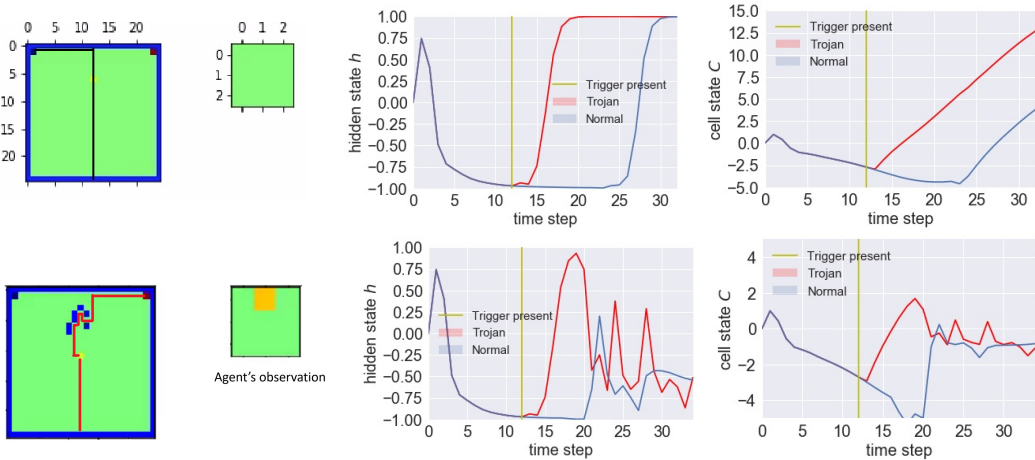 0 5 10 15 20
0
5
10
15
20
0 5 10 15 20
0 1 2
0
1
2
hidden state h
1.00
0.75
0.50
0.25
0.00
−0.25
−0.50
−0.75
−1.00
Trigger present
Trojan
Normal
0 5 10 15 20 25 30
time step
cell state C
15.0
12.5
10.0
7.5
5.0
2.5
0.0
−2.5
−5.0
Trigger present
Trojan
Normal
0 5 10 15 20 25 30
time step
Agent's observation
hidden state h
1.00
0.75
0.50
0.25
0.00
−0.25
−0.50
−0.75
−1.00
Trigger present
Trojan
Normal
0 5 10 15 20 25 30
time step
cell state C
4
2
0
−2
−4
Trigger present
Trojan
Normal
0 5 10 15 20 25 30
time step